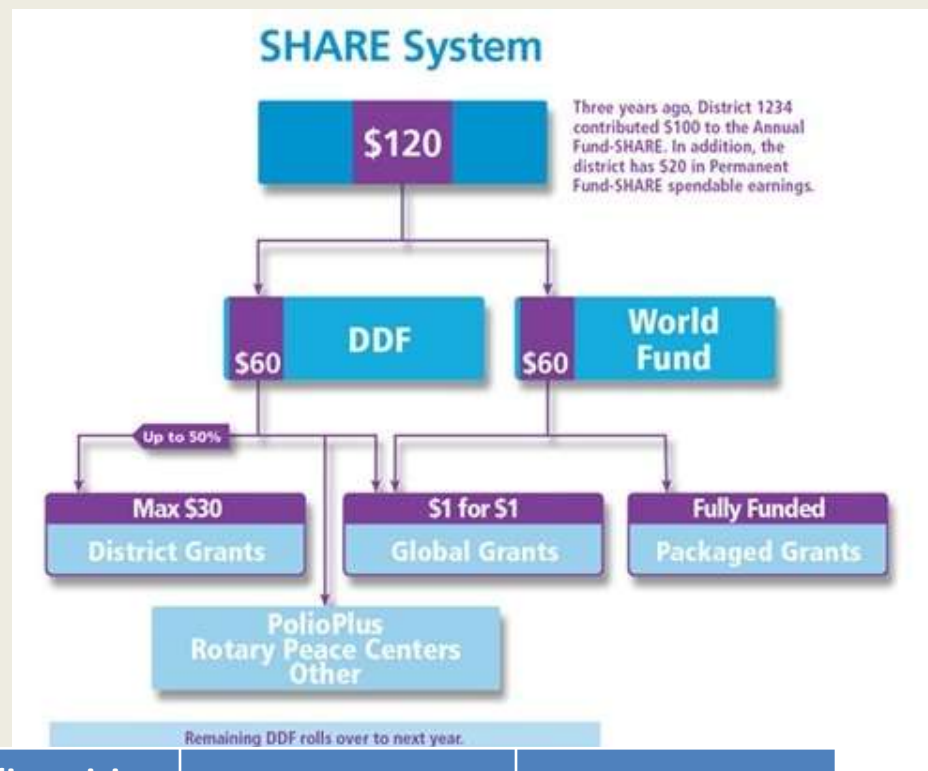 SHARE System
$120
Three years ago, District 1234
contributed $100 to the Annual
Fund-SHARE. In addition, the
district has $20 in Permanent
Fund-SHARE spendable earnings.
$60
DDF
$60
World
Fund
Up to 50%
Max $30
District Grants
$1 for $1
Global Grants
Fully Funded
Packaged Grants
PolioPlus
Rotary Peace Centers
Other
Remaining DDF rolls over to next year.